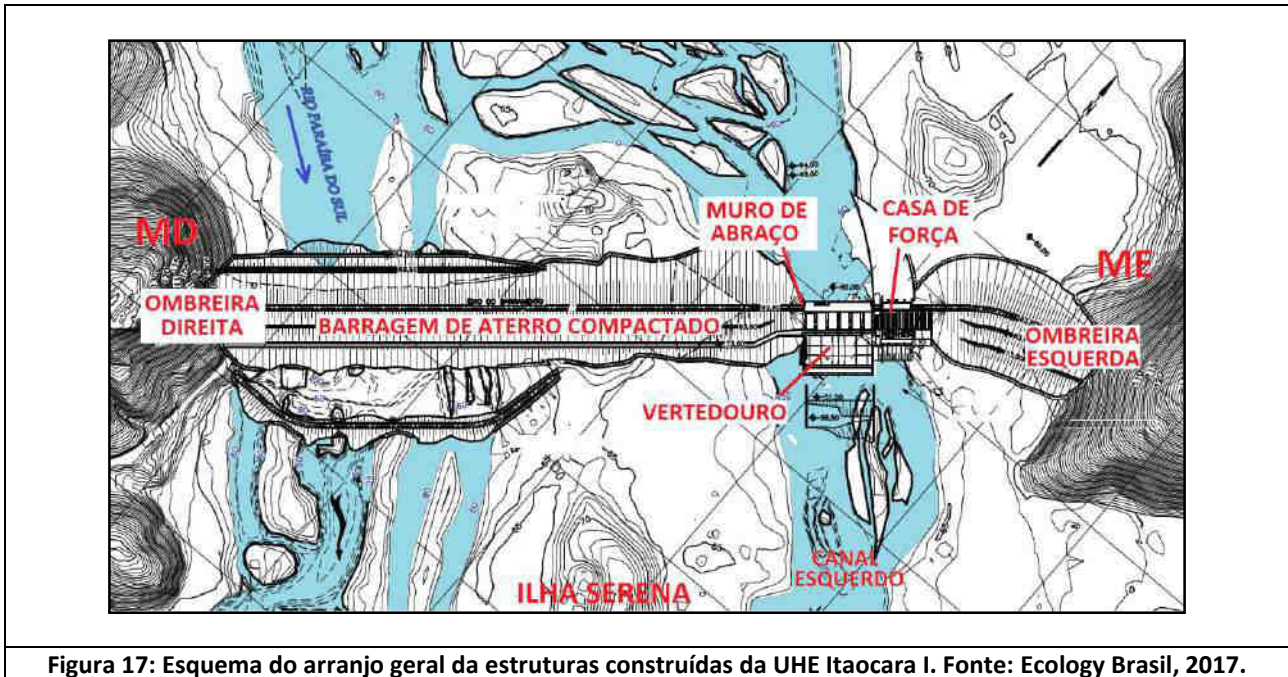 RIO PARAÍBA DO SUL
MD
MURO DE
ABRAÇO
CASA DE
FORÇA
ME
OMBREIRA
DIREITA
BARRAGEM DE ATERRO COMPACTADO
OMBREIRA
ESQUERDA
VERTEDOURO
CANAL
ESQUERDO
ILHA SERENA
Figura 17: Esquema do arranjo geral da estruturas construídas da UHE Itaocara I. Fonte: Ecology Brasil, 2017.